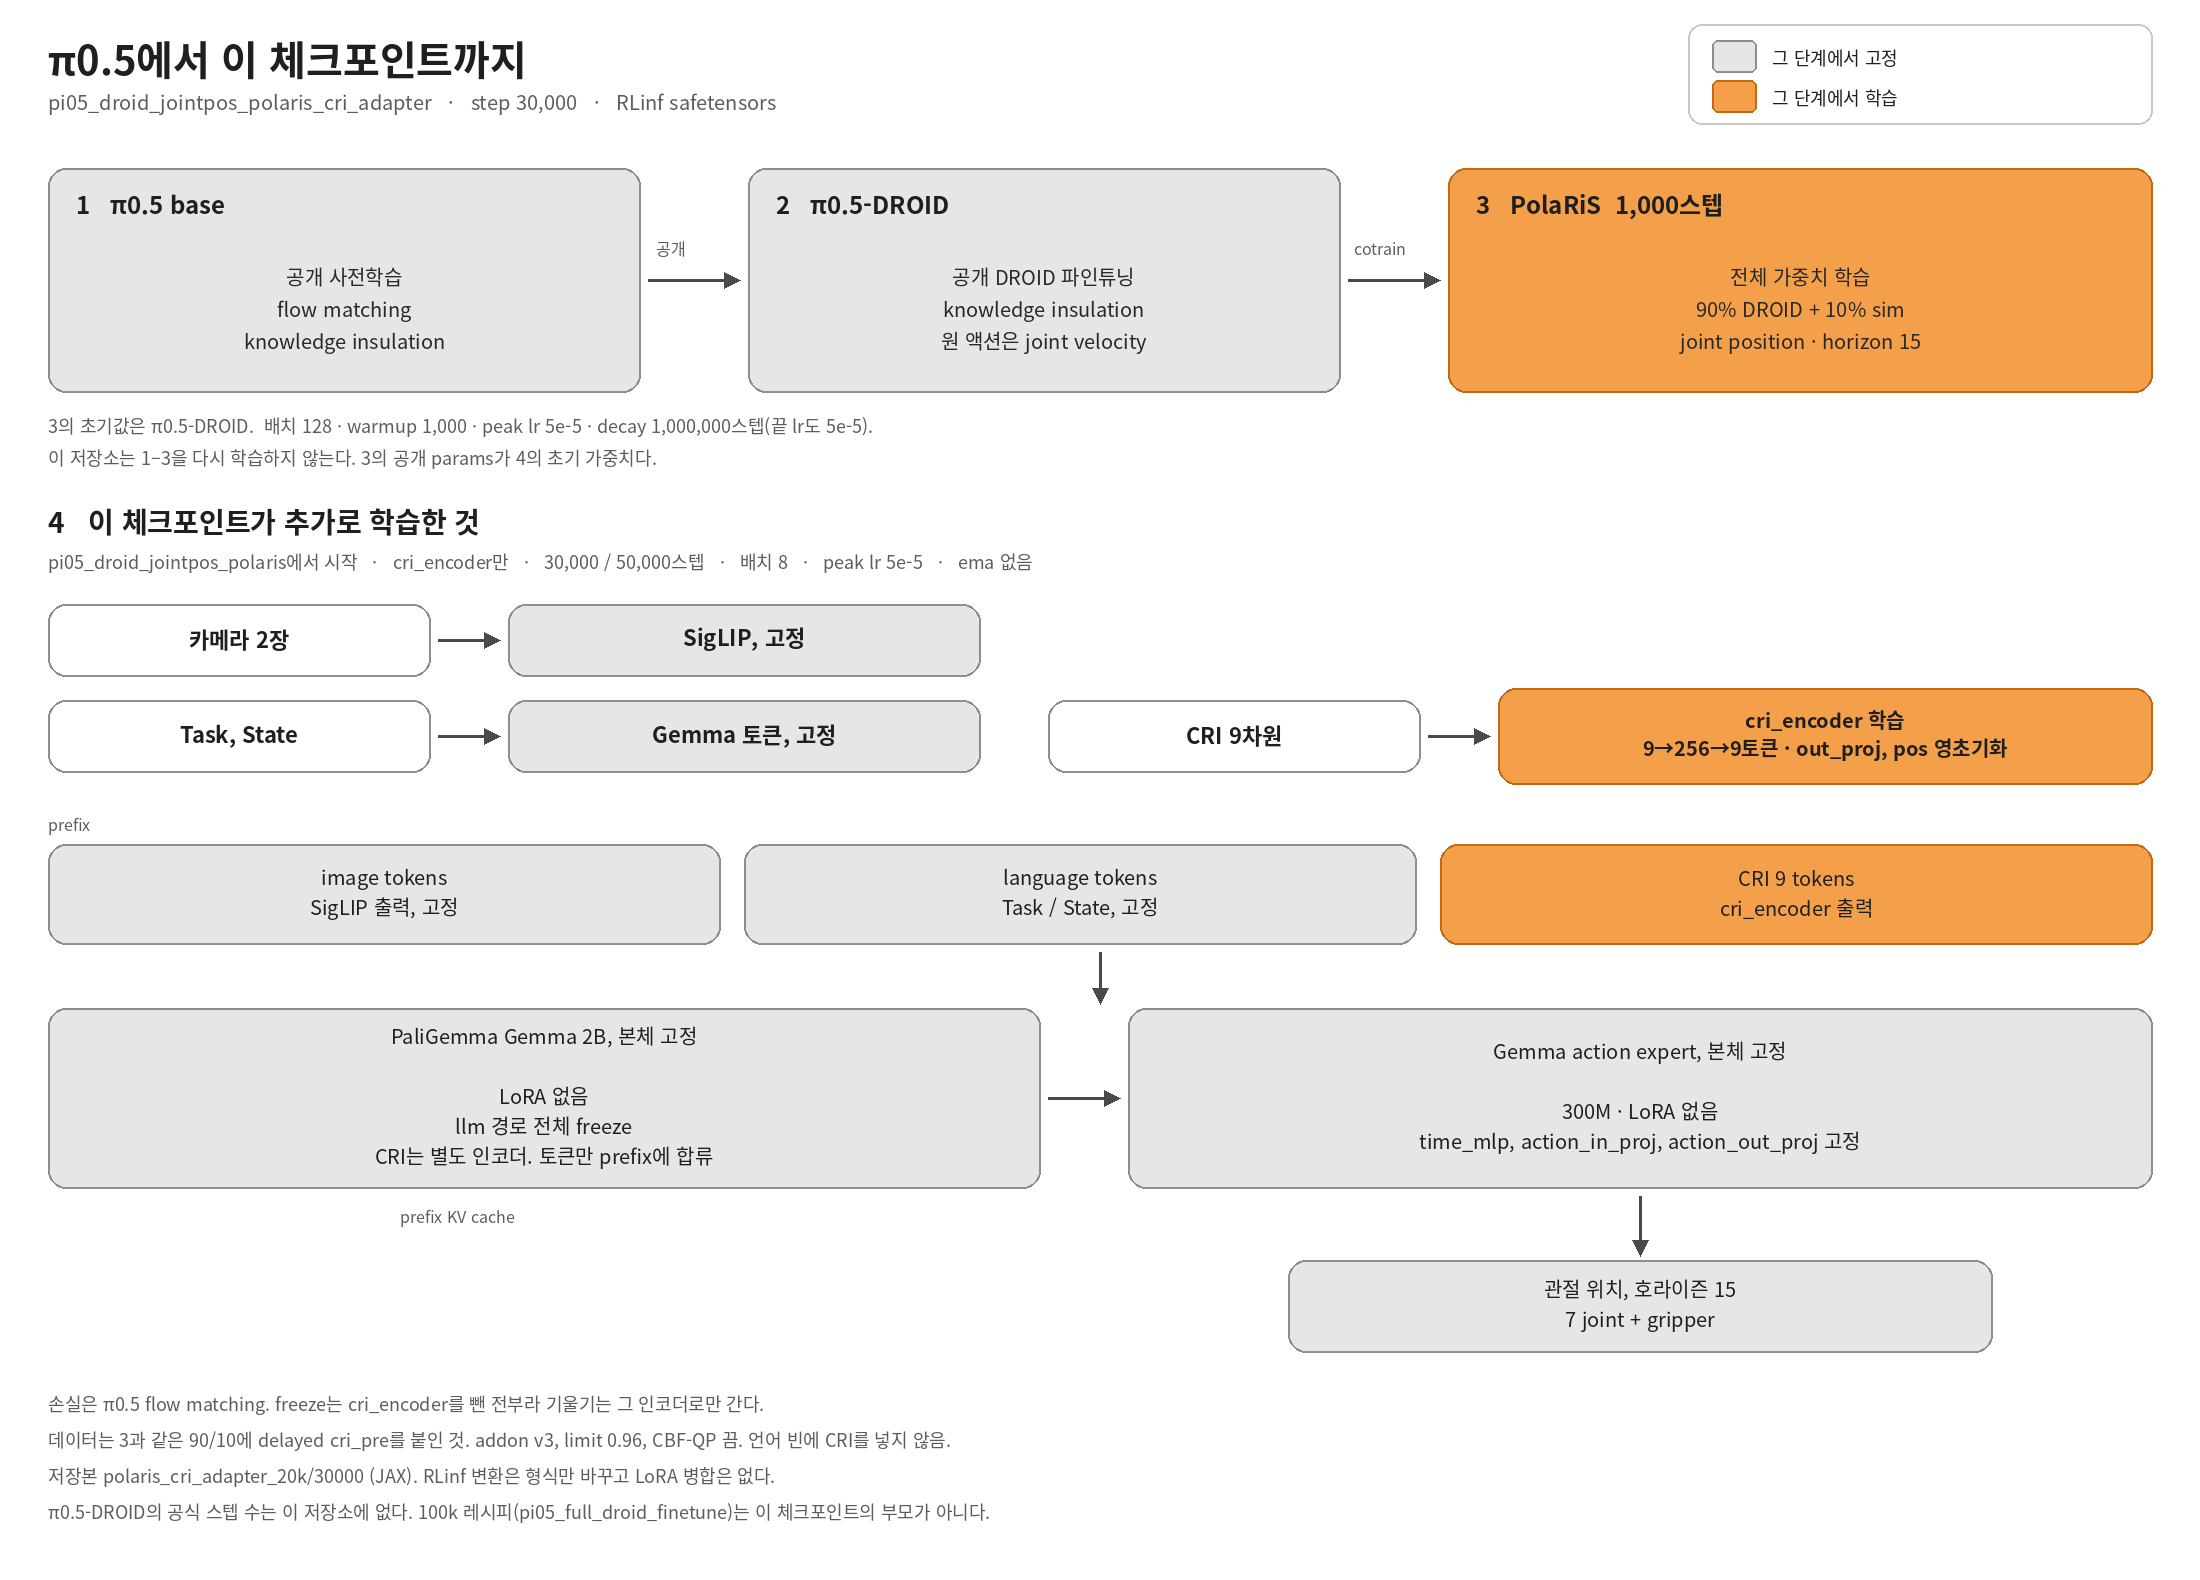 π0.5에서 이 체크포인트까지
pi05_droid_jointpos_polaris_cri_adapter · step 30,000 · RLinf safetensors
그 단계에서 고정
그 단계에서 학습
1 π0.5 base
공개 사전학습
flow matching
knowledge insulation
공개
2 π0.5-DROID
공개 DROID 파인튜닝
knowledge insulation
원 액션은 joint velocity
cotrain
3 PolaRiS 1,000스텝
전체 가중치 학습
90% DROID + 10% sim
joint position · horizon 15
3의 초기값은 π0.5-DROID. 배치 128 · warmup 1,000 · peak lr 5e-5 · decay 1,000,000스텝(끝 lr도 5e-5).
이 저장소는 1–3을 다시 학습하지 않는다. 3의 공개 params가 4의 초기 가중치다.
4 이 체크포인트가 추가로 학습한 것
pi05_droid_jointpos_polaris에서 시작 · cri_encoder만 · 30,000 / 50,000스텝 · 배치 8 · peak lr 5e-5 · ema 없음
카메라 2장
SigLIP, 고정
Task, State
Gemma 토큰, 고정
CRI 9차원
cri_encoder 학습
9→256→9토큰 · out_proj, pos 영초기화
prefix
image tokens
SigLIP 출력, 고정
language tokens
Task / State, 고정
CRI 9 tokens
cri_encoder 출력
PaliGemma Gemma 2B, 본체 고정
LoRA 없음
llm 경로 전체 freeze
CRI는 별도 인코더. 토큰만 prefix에 합류
Gemma action expert, 본체 고정
300M · LoRA 없음
time_mlp, action_in_proj, action_out_proj 고정
prefix KV cache
관절 위치, 호라이즌 15
7 joint + gripper
손실은 π0.5 flow matching. freeze는 cri_encoder를 뺀 전부라 기울기는 그 인코더로만 간다.
데이터는 3과 같은 90/10에 delayed cri_pre를 붙인 것. addon v3, limit 0.96, CBF-QP 끔. 언어 빈에 CRI를 넣지 않음.
저장본 polaris_cri_adapter_20k/30000 (JAX). RLinf 변환은 형식만 바꾸고 LoRA 병합은 없다.
π0.5-DROID의 공식 스텝 수는 이 저장소에 없다. 100k 레시피(pi05_full_droid_finetune)는 이 체크포인트의 부모가 아니다.